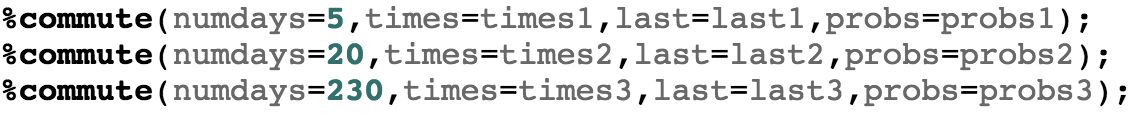 %commute(numdays=5,times=times1,last=last1,probs=probs1);
%commute(numdays=20,times=times2,last=last2,probs=probs2);
%commute(numdays=230,times=times3,last=last3,probs=probs3);